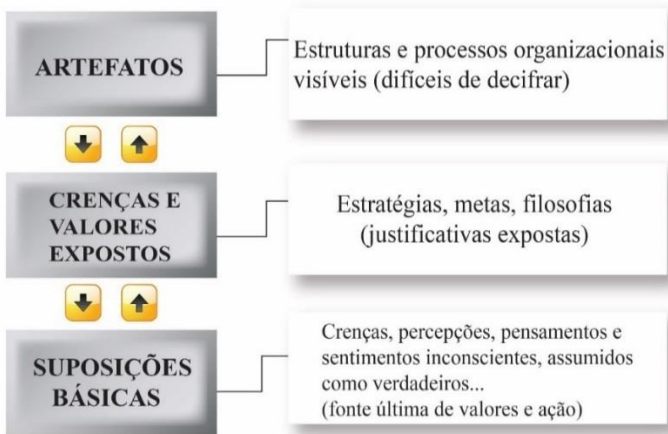 ARTEFATOS
Estruturas e processos organizacionais
visíveis (difíceis de decifrar)
CRENÇAS E
VALORES
EXPOSTOS
Estratégias, metas, filosofias
(justificativas expostas)
SUPOSIÇÕES
BÁSICAS
Crenças, percepções, pensamentos e
sentimentos inconscientes, assumidos
como verdadeiros...
(fonte última de valores e ação)